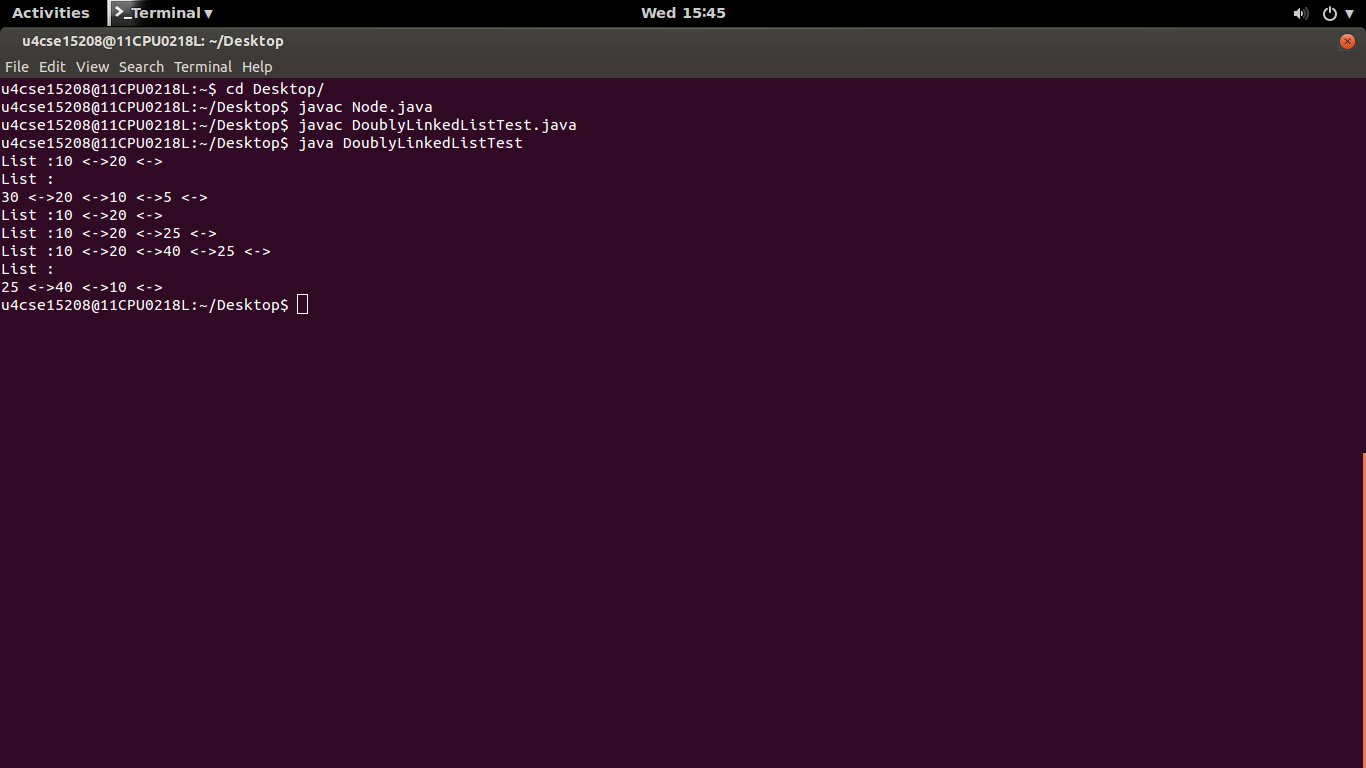 Activities >_Terminal ▾ Wed 15:45 ▾
u4cse15208@11CPU0218L: ~/Desktop
File Edit View Search Terminal Help
u4cse15208@11CPU0218L:~$ cd Desktop/
u4cse15208@11CPU0218L:~/Desktop$ javac Node.java
u4cse15208@11CPU0218L:~/Desktop$ javac DoublyLinkedListTest.java
u4cse15208@11CPU0218L:~/Desktop$ java DoublyLinkedListTest
List :10 <->20 <->
List :
30 <->20 <->10 <->5 <->
List :10 <->20 <->
List :10 <->20 <->25 <->
List :10 <->20 <->40 <->25 <->
List :
25 <->40 <->10 <->
u4cse15208@11CPU0218L:~/Desktop$